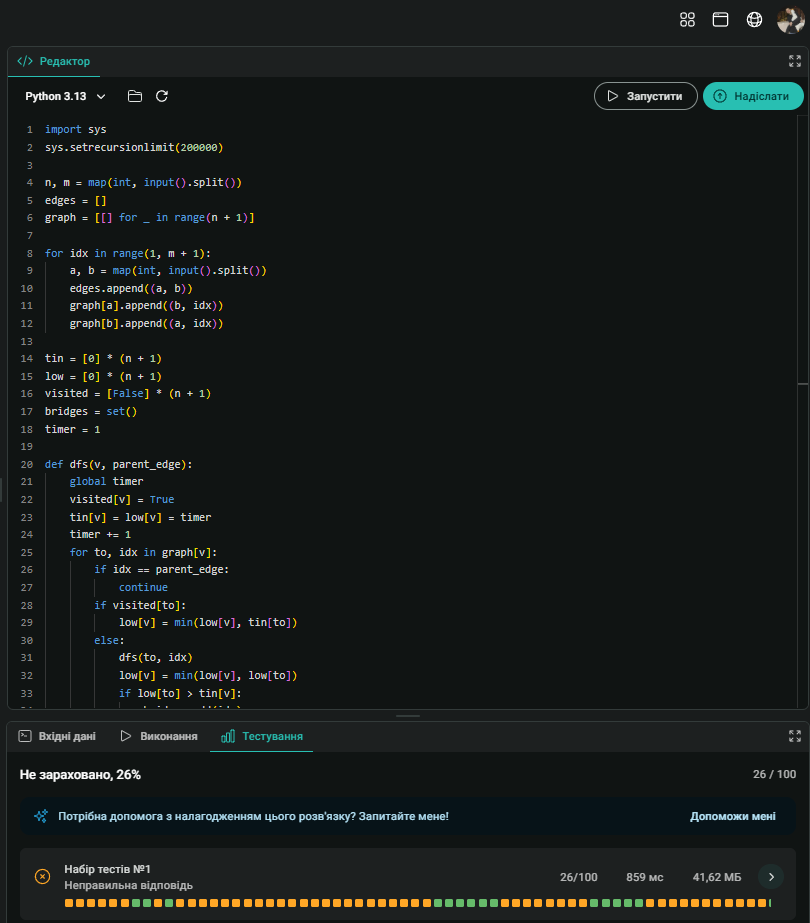 </> Редактор
Python 3.13
Запустити
Надіслати
1 import sys
2 sys.setrecursionlimit(200000)
3
4 n, m = map(int, input().split())
5 edges = []
6 graph = [[] for _ in range(n + 1)]
7
8 for idx in range(1, m + 1):
9     a, b = map(int, input().split())
10     edges.append((a, b))
11     graph[a].append((b, idx))
12     graph[b].append((a, idx))
13
14 tin = [0] * (n + 1)
15 low = [0] * (n + 1)
16 visited = [False] * (n + 1)
17 bridges = set()
18 timer = 1
19
20 def dfs(v, parent_edge):
21     global timer
22     visited[v] = True
23     tin[v] = low[v] = timer
24     timer += 1
25     for to, idx in graph[v]:
26         if idx == parent_edge:
27             continue
28         if visited[to]:
29             low[v] = min(low[v], tin[to])
30         else:
31             dfs(to, idx)
32             low[v] = min(low[v], low[to])
33             if low[to] > tin[v]:
Вхідні дані
Виконання
Тестування
Не зараховано, 26%
26 / 100
Потрібна допомога з налагодженням цього розв'язку? Запитайте мене!
Допоможи мені
Набір тестів №1
Неправильна відповідь
26/100
859 мс
41,62 МБ